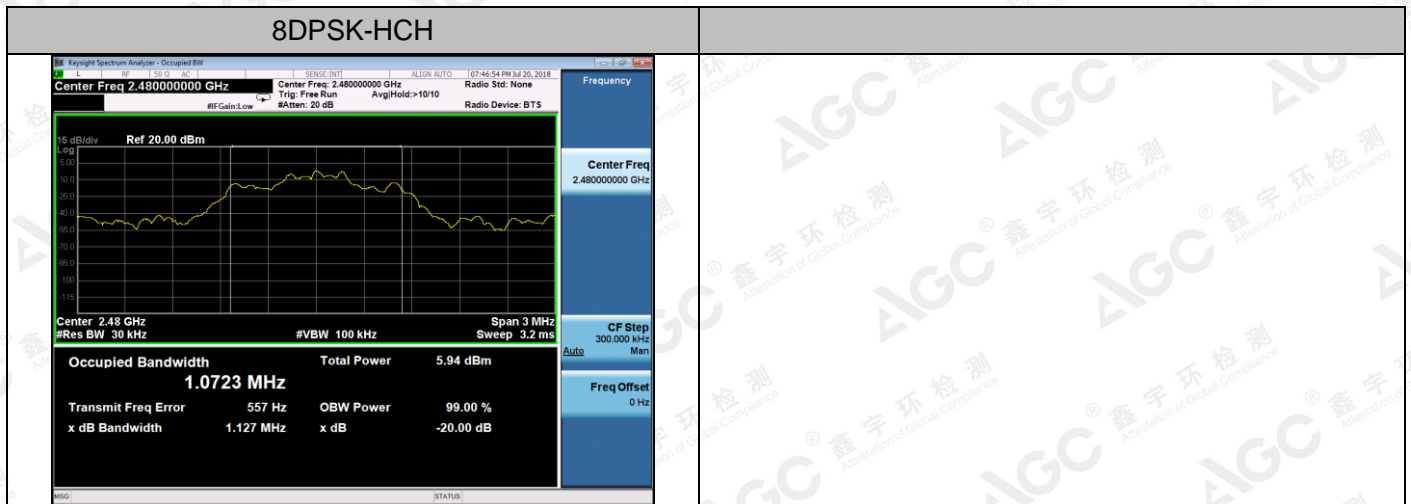 8DPSK-HCH
Keysight Spectrum Analyzer - Occupied BW
L RF 50 Ω AC SENSE:INT ALIGN AUTO 07:46:54 PM Jul 20, 2018
Center Freq 2.480000000 GHz
Center Freq: 2.480000000 GHz Radio Std: None
Trig: Free Run Avg|Hold:>10/10
#IFGain:Low #Atten: 20 dB Radio Device: BTS
15 dB/div Ref 20.00 dBm
Log
5.00
-10.0
-25.0
-40.0
-55.0
-70.0
-85.0
-100
-115
Center 2.48 GHz Span 3 MHz
#Res BW 30 kHz #VBW 100 kHz Sweep 3.2 ms
Occupied Bandwidth Total Power 5.94 dBm
1.0723 MHz
Transmit Freq Error 557 Hz OBW Power 99.00 %
x dB Bandwidth 1.127 MHz x dB -20.00 dB
MSG STATUS
Frequency
Center Freq
2.480000000 GHz
CF Step
300.000 kHz
Auto Man
Freq Offset
0 Hz
AGC® 鑫宇环检测
Attestation of Global Compliance